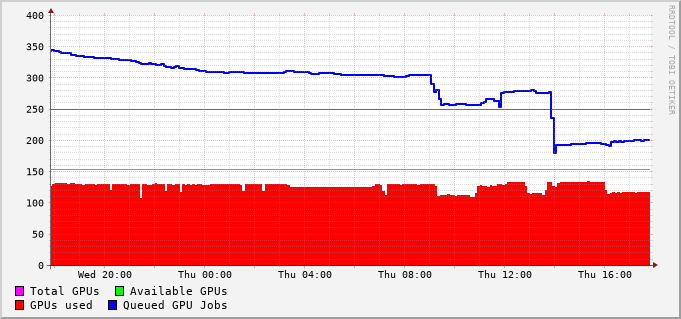 400
350
300
250
200
150
100
50
0
Wed 20:00 Thu 00:00 Thu 04:00 Thu 08:00 Thu 12:00 Thu 16:00
Total GPUs Available GPUs
GPUs used Queued GPU Jobs
RRDTOOL / TOBI OETIKER